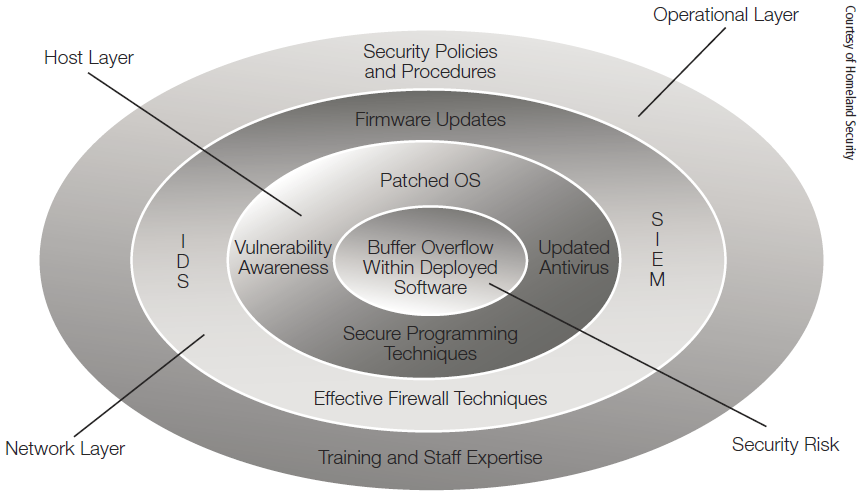 Operational Layer
Courtesy of Homeland Security
Host Layer
Security Policies
and Procedures
Firmware Updates
Patched OS
I
D
S
Vulnerability
Awareness
Buffer Overflow
Within Deployed
Software
Updated
Antivirus
S
I
E
M
Secure Programming
Techniques
Effective Firewall Techniques
Network Layer
Training and Staff Expertise
Security Risk